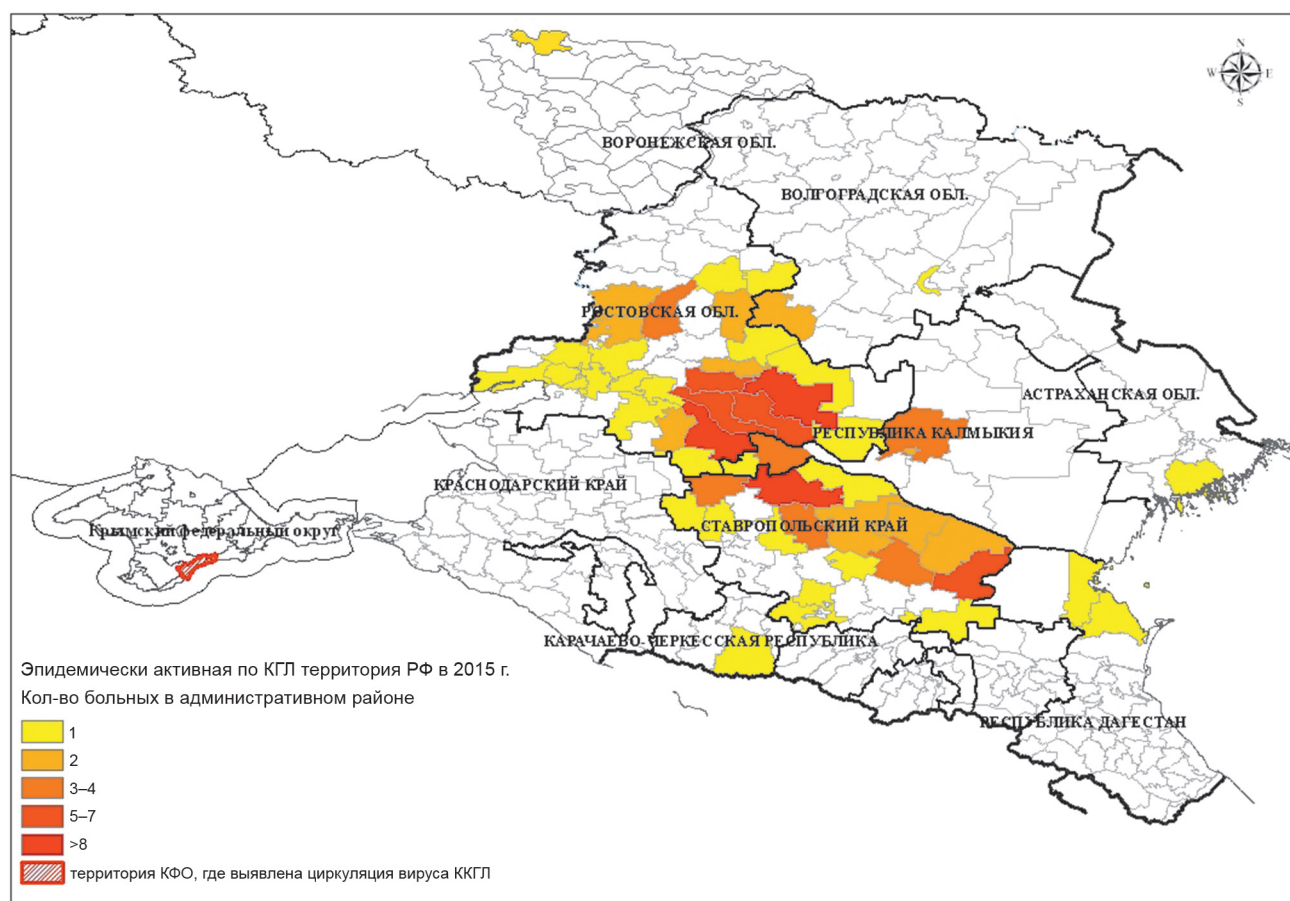 N
W E
S
ВОРОНЕЖСКАЯ ОБЛ.
ВОЛГОГРАДСКАЯ ОБЛ.
РОСТОВСКАЯ ОБЛ.
АСТРАХАНСКАЯ ОБЛ.
РЕСПУБЛИКА КАЛМЫКИЯ
КРАСНОДАРСКИЙ КРАЙ
Крымский федеральный округ
СТАВРОПОЛЬСКИЙ КРАЙ
КАРАЧАЕВО-ЧЕРКЕССКАЯ РЕСПУБЛИКА
РЕСПУБЛИКА ДАГЕСТАН
Эпидемически активная по КГЛ территория РФ в 2015 г.
Кол-во больных в административном районе
1
2
3–4
5–7
>8
территория КФО, где выявлена циркуляция вируса ККГЛ